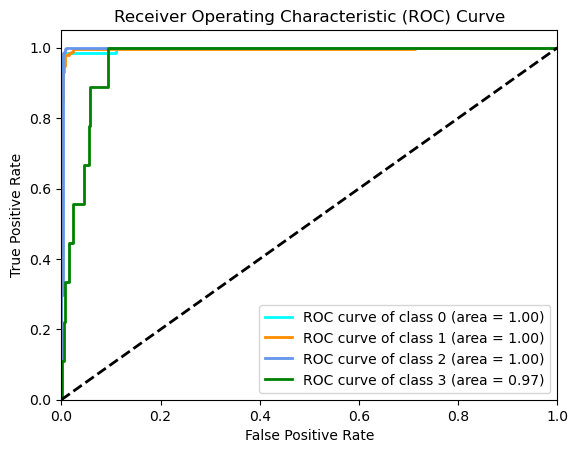 Receiver Operating Characteristic (ROC) Curve
1.0
0.8
0.6
0.4
0.2
0.0
True Positive Rate
ROC curve of class 0 (area = 1.00)
ROC curve of class 1 (area = 1.00)
ROC curve of class 2 (area = 1.00)
ROC curve of class 3 (area = 0.97)
0.0 0.2 0.4 0.6 0.8 1.0
False Positive Rate